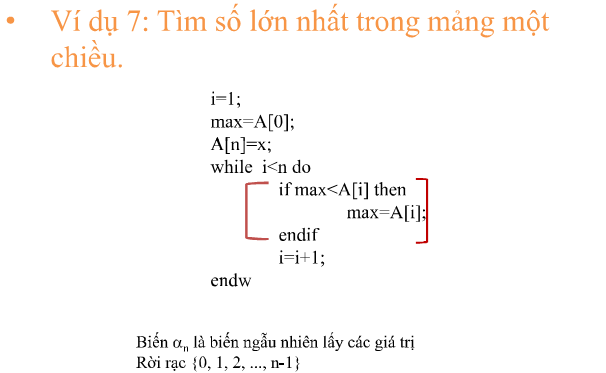 • Ví dụ 7: Tìm số lớn nhất trong mảng một
chiều.
i=1;
max=A[0];
A[n]=x;
while i<n do
if max<A[i] then
max=A[i];
endif
i=i+1;
endw
Biến αn là biến ngẫu nhiên lấy các giá trị
Rời rạc {0, 1, 2, ..., n-1}